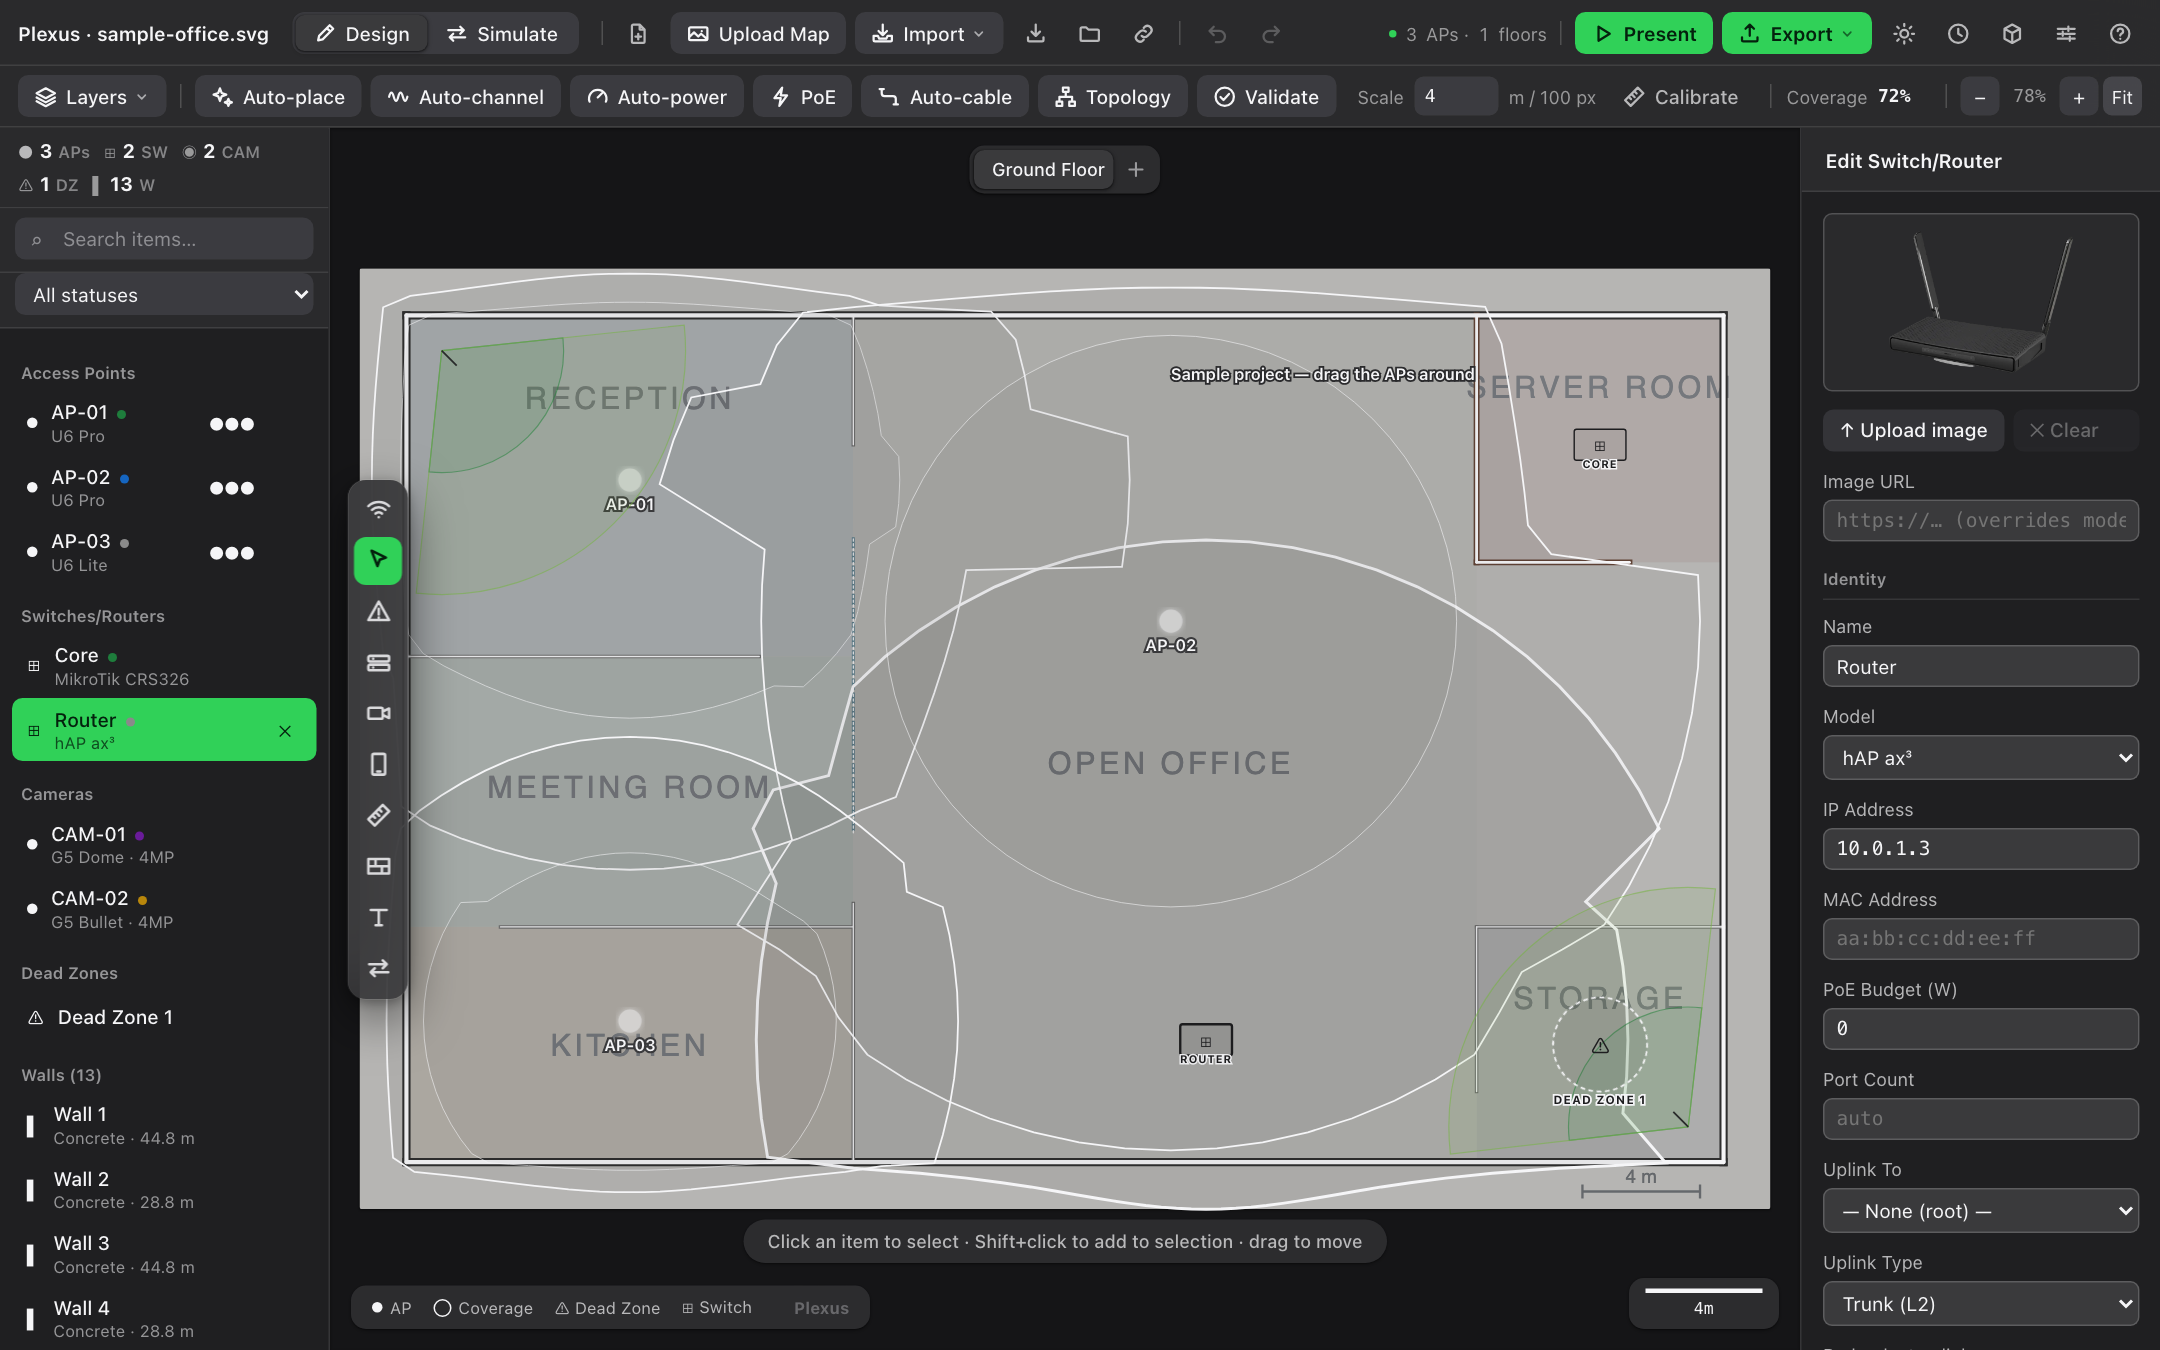 Plexus · sample-office.svg
Design
Simulate
Upload Map
Import
3 APs · 1 floors
Present
Export
Layers
Auto-place
Auto-channel
Auto-power
PoE
Auto-cable
Topology
Validate
Scale
4
m / 100 px
Calibrate
Coverage 72%
−
78%
+
Fit
3 APs 2 SW 2 CAM
1 DZ 13 W
Search items...
All statuses
Access Points
AP-01
U6 Pro
AP-02
U6 Pro
AP-03
U6 Lite
Switches/Routers
Core
MikroTik CRS326
Router
hAP ax³
Cameras
CAM-01
G5 Dome · 4MP
CAM-02
G5 Bullet · 4MP
Dead Zones
Dead Zone 1
Walls (13)
Wall 1
Concrete · 44.8 m
Wall 2
Concrete · 28.8 m
Wall 3
Concrete · 44.8 m
Wall 4
Concrete · 28.8 m
Ground Floor
+
Sample project — drag the APs around
RECEPTION
SERVER ROOM
CORE
AP-01
AP-02
MEETING ROOM
OPEN OFFICE
KITCHEN
AP-03
ROUTER
STORAGE
DEAD ZONE 1
4 m
Click an item to select · Shift+click to add to selection · drag to move
AP
Coverage
Dead Zone
Switch
Plexus
4m
Edit Switch/Router
↑ Upload image
Clear
Image URL
https://… (overrides mode
Identity
Name
Router
Model
hAP ax³
IP Address
10.0.1.3
MAC Address
aa:bb:cc:dd:ee:ff
PoE Budget (W)
0
Port Count
auto
Uplink To
— None (root) —
Uplink Type
Trunk (L2)